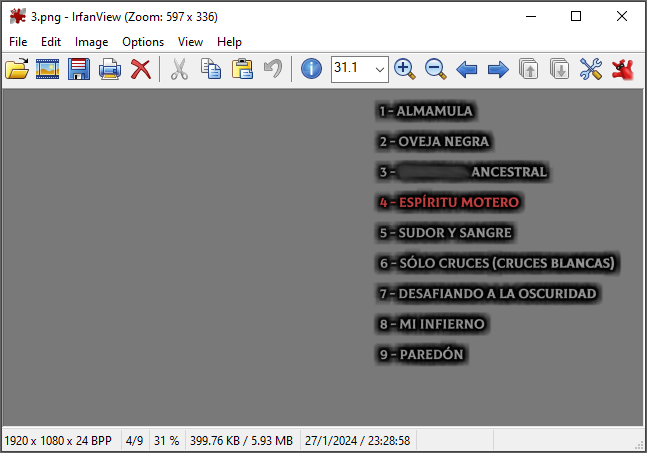 3.png - IrfanView (Zoom: 597 x 336)
File Edit Image Options View Help
31.1
1 - ALMAMULA
2 - OVEJA NEGRA
3 - ANCESTRAL
4 - ESPÍRITU MOTERO
5 - SUDOR Y SANGRE
6 - SÓLO CRUCES (CRUCES BLANCAS)
7 - DESAFIANDO A LA OSCURIDAD
8 - MI INFIERNO
9 - PAREDÓN
1920 x 1080 x 24 BPP 4/9 31 % 399.76 KB / 5.93 MB 27/1/2024 / 23:28:58